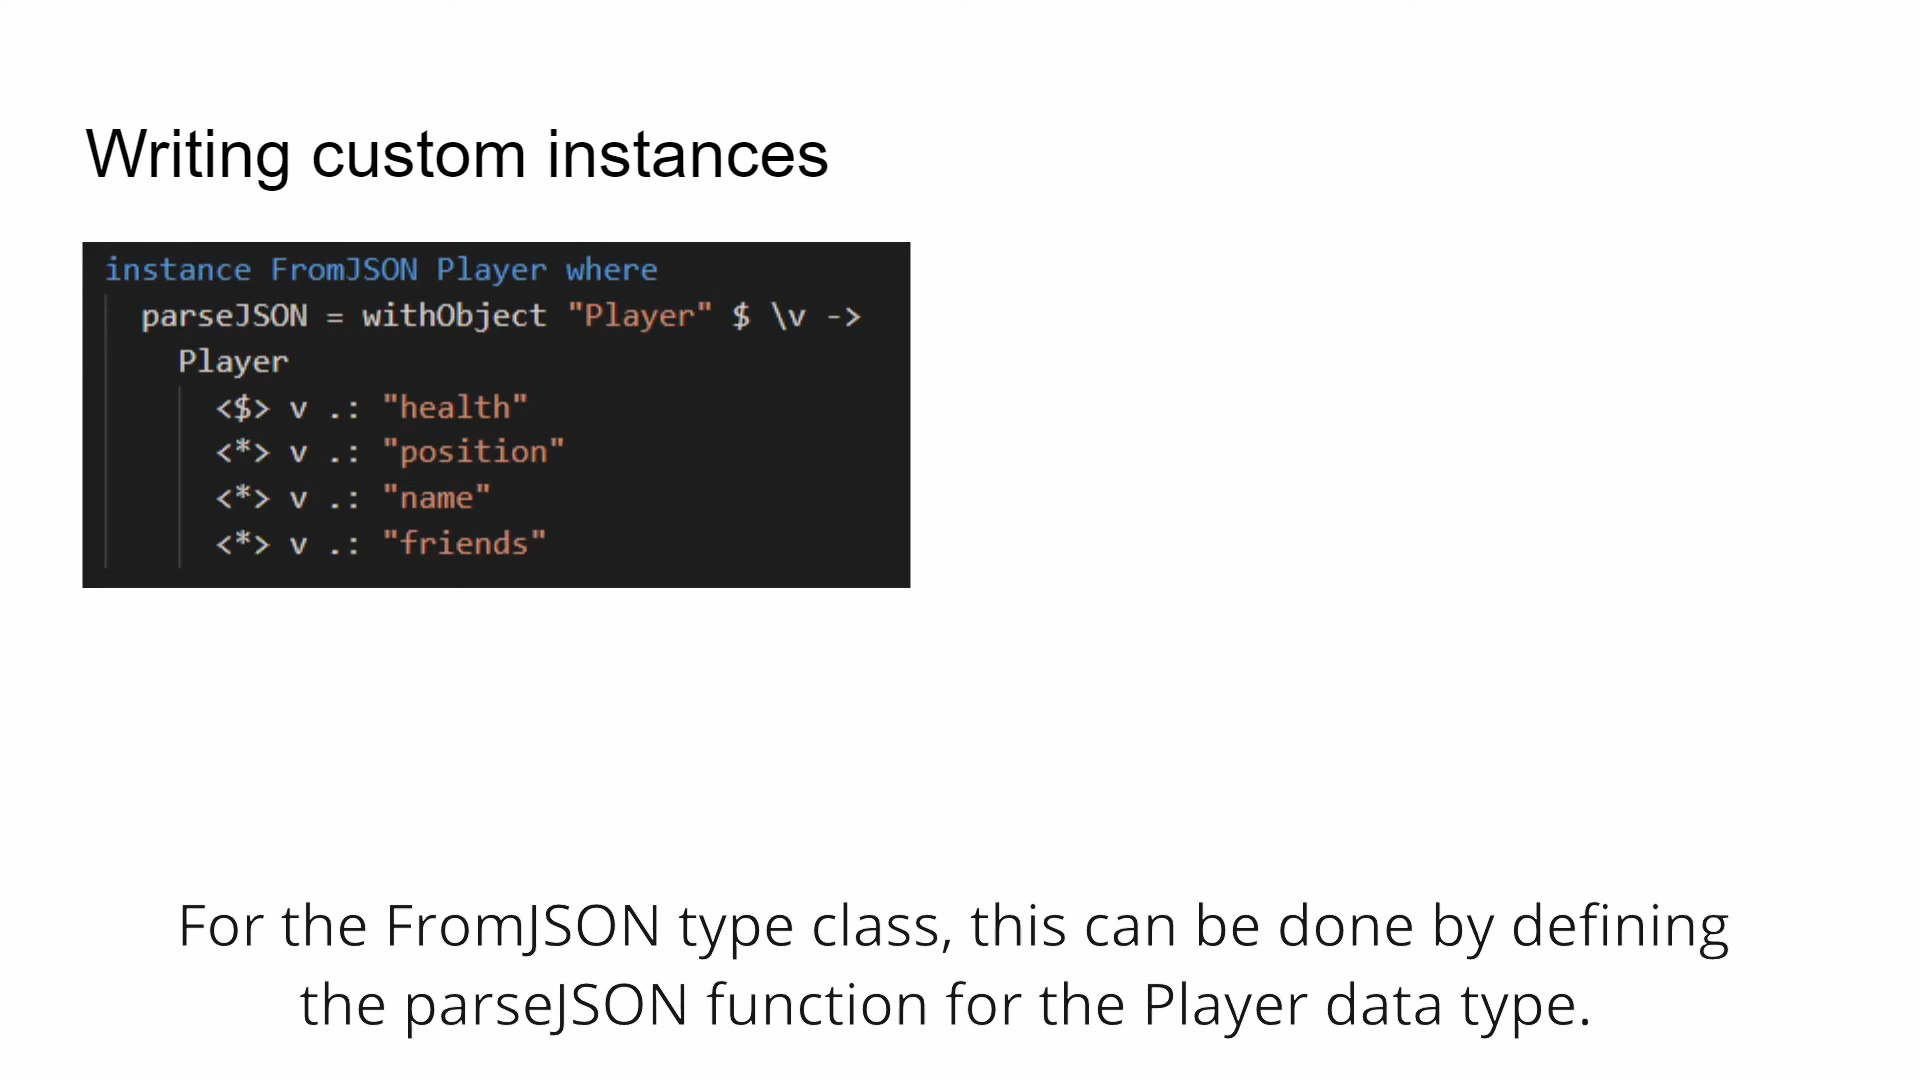 Writing custom instances
instance FromJSON Player where
parseJSON = withObject "Player" $ \v ->
Player
<$> v .: "health"
<*> v .: "position"
<*> v .: "name"
<*> v .: "friends"
For the FromJSON type class, this can be done by defining
the parseJSON function for the Player data type.